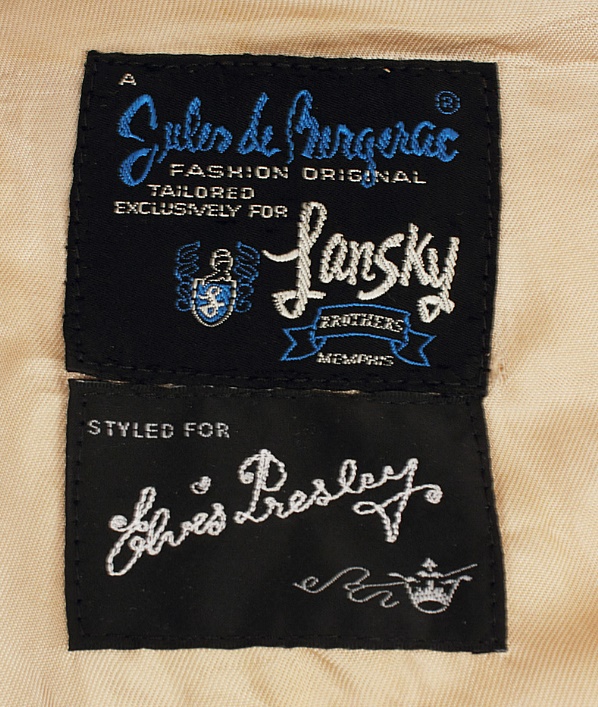 A
Jules de Bergerac ®
FASHION ORIGINAL
TAILORED
EXCLUSIVELY FOR
Lansky
L
BROTHERS
MEMPHIS
STYLED FOR
Elvis Presley